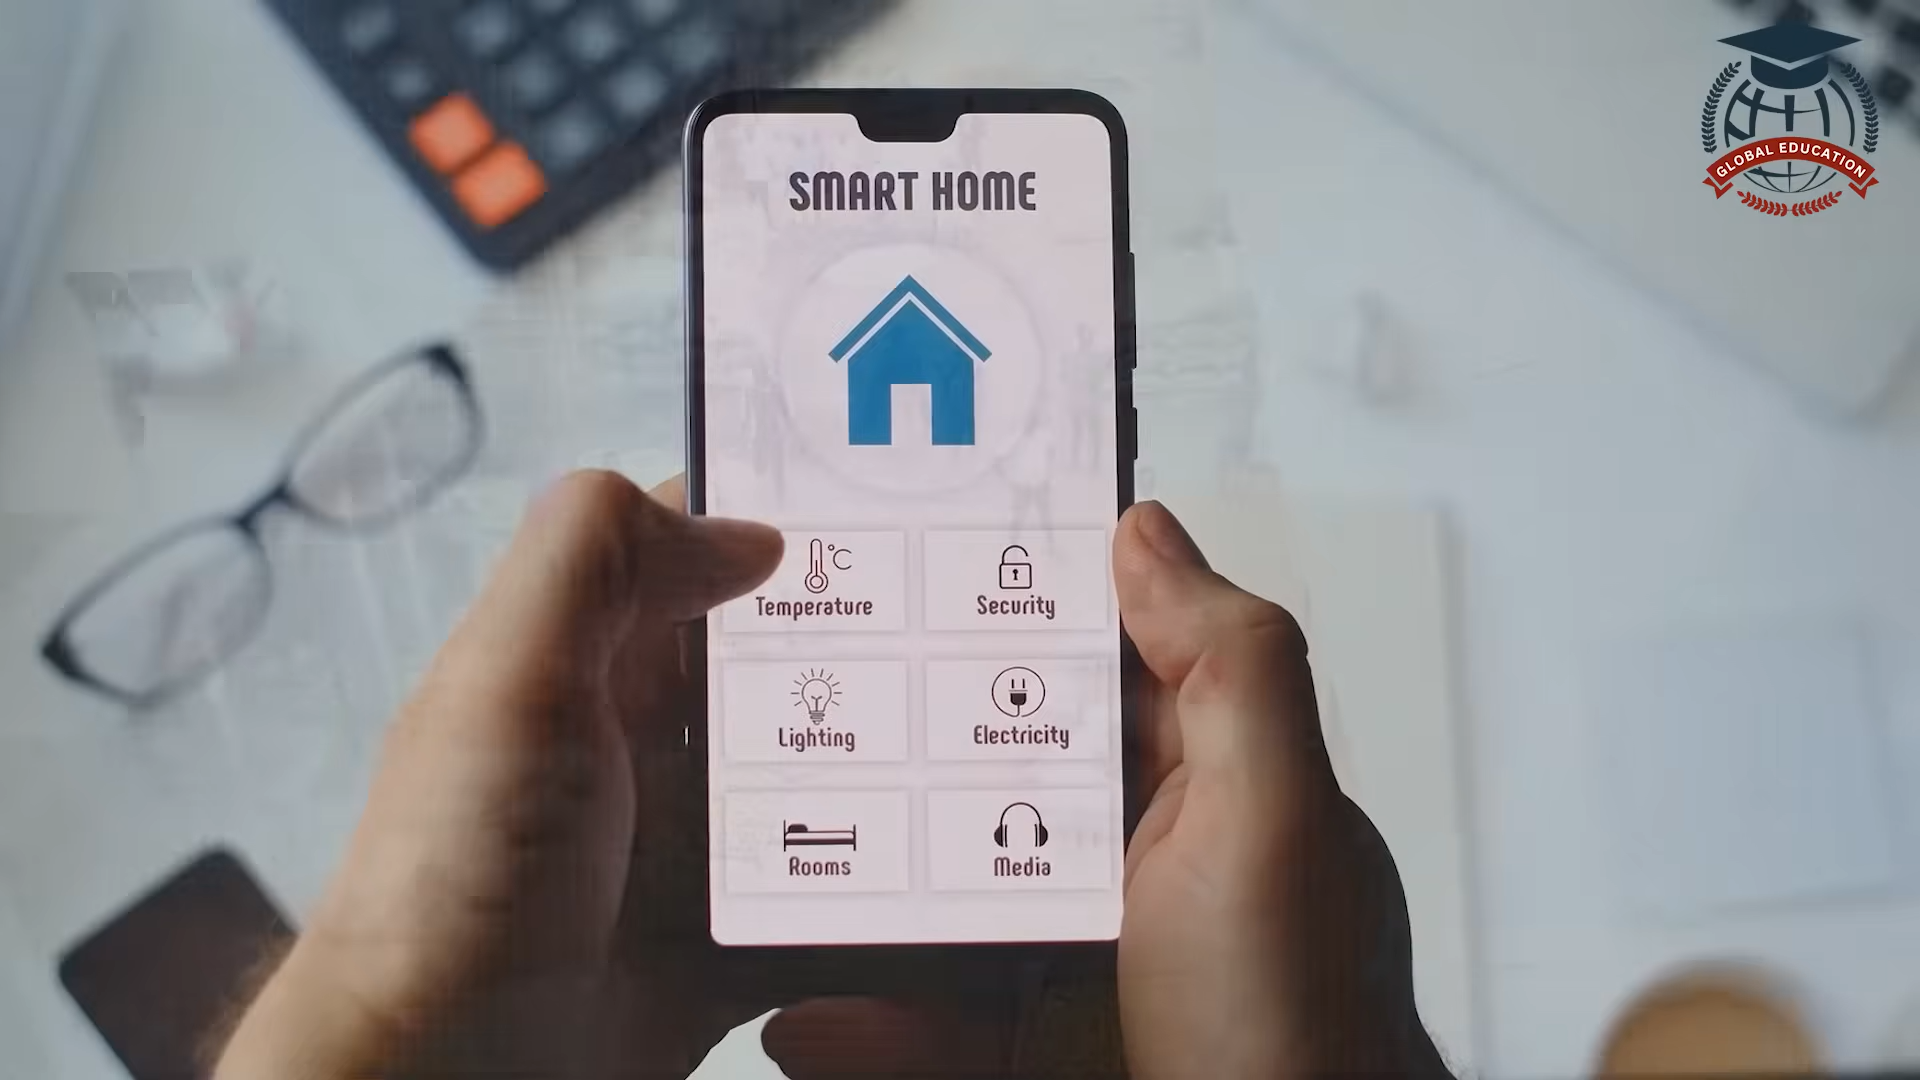 SMART HOME
°C
Temperature
Security
Lighting
Electricity
Rooms
Media
GLOBAL EDUCATION